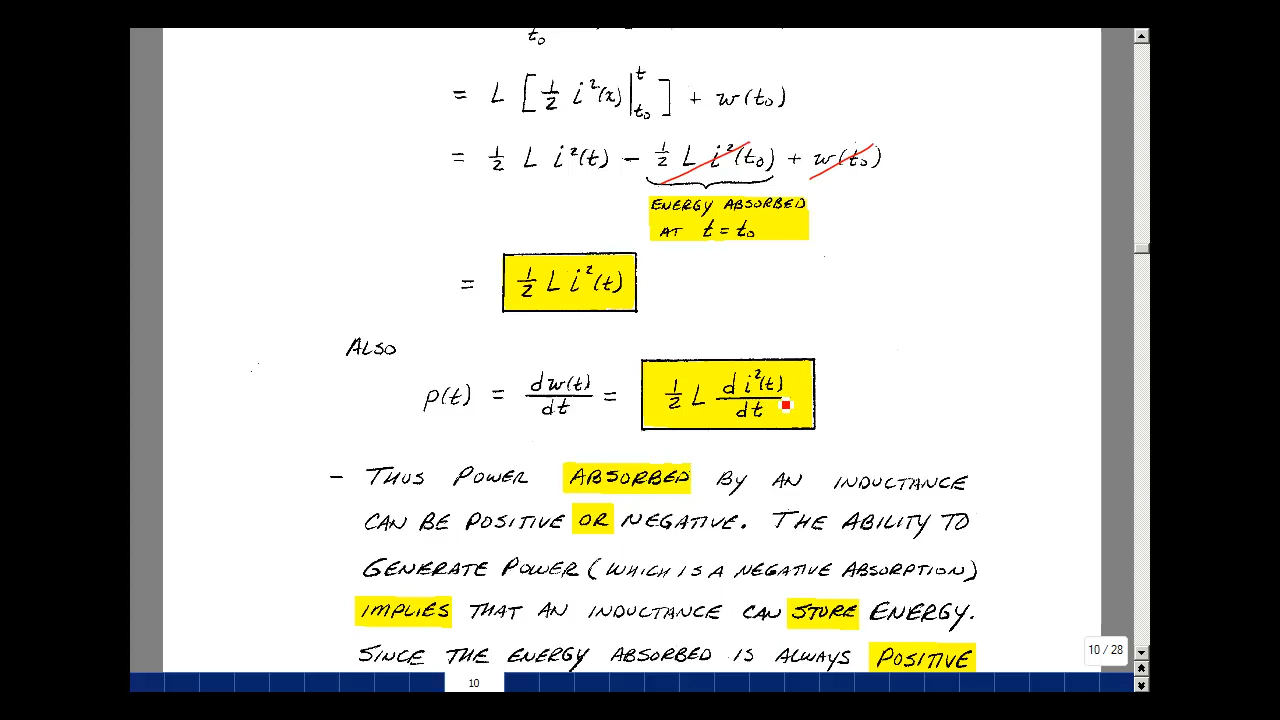 t₀
= L [ 1/2 i²(x) |ₜ₀ᵗ ] + w(t₀)
= 1/2 L i²(t) - 1/2 L i²(t₀) + w(t₀)
ENERGY ABSORBED
AT t = t₀
= 1/2 L i²(t)
ALSO
p(t) = dw(t)/dt = 1/2 L d i²(t)/dt
- THUS POWER ABSORBED BY AN INDUCTANCE
CAN BE POSITIVE OR NEGATIVE. THE ABILITY TO
GENERATE POWER (WHICH IS A NEGATIVE ABSORPTION)
IMPLIES THAT AN INDUCTANCE CAN STORE ENERGY.
SINCE THE ENERGY ABSORBED IS ALWAYS POSITIVE
10 / 28
10